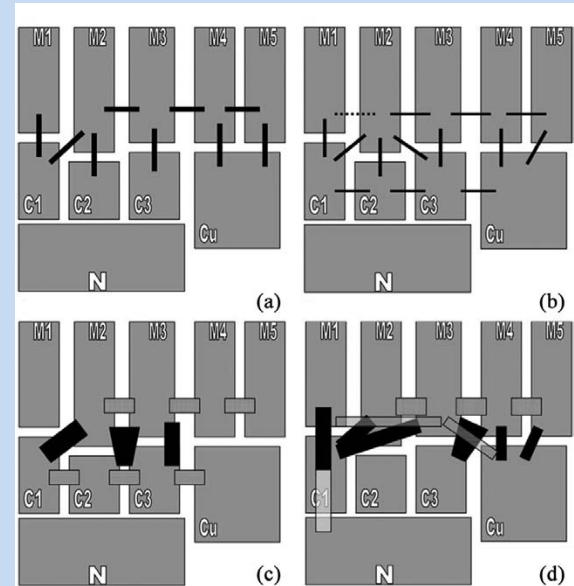 M1 M2 M3 M4 M5
C1 C2 C3 Cu
N
(a)
M1 M2 M3 M4 M5
C1 C2 C3 Cu
N
(b)
M1 M2 M3 M4 M5
C1 C2 C3 Cu
N
(c)
M1 M2 M3 M4 M5
C1 C2 C3 Cu
N
(d)